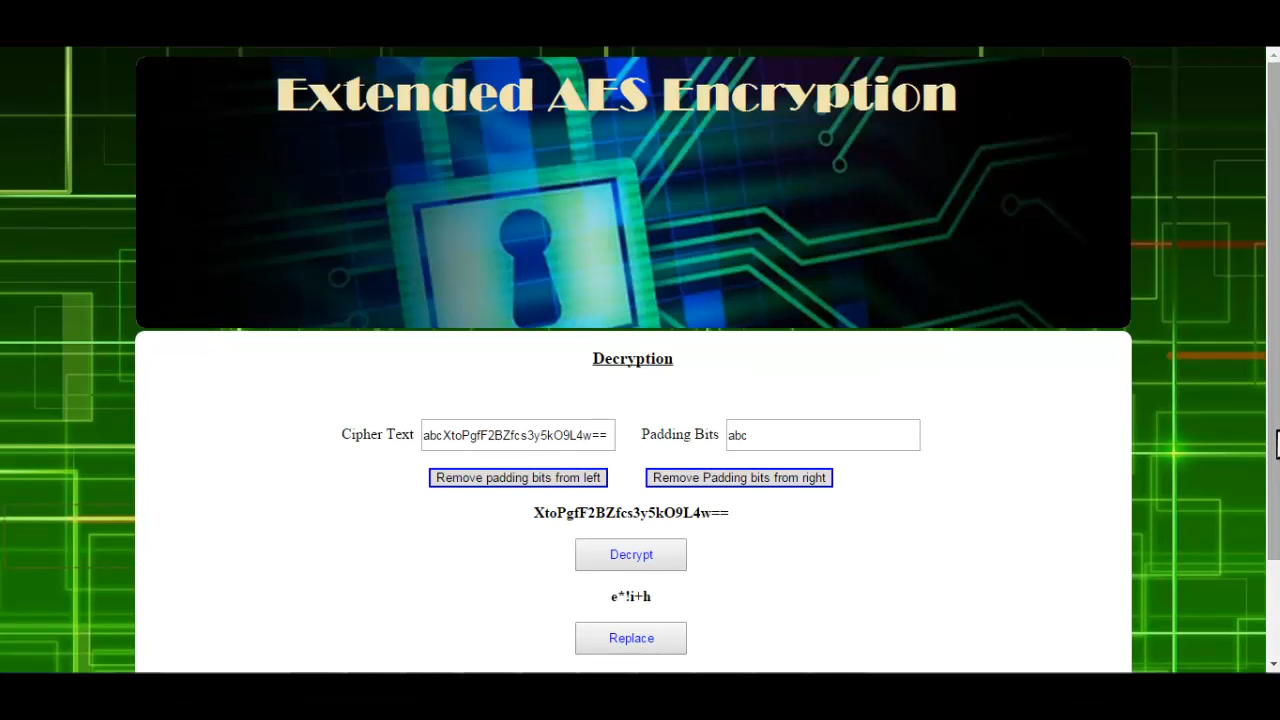 Extended AES Encryption
Decryption
Cipher Text abcXtoPgfF2BZfcs3y5kO9L4w== Padding Bits abc
Remove padding bits from left Remove Padding bits from right
XtoPgfF2BZfcs3y5kO9L4w==
Decrypt
e*!i+h
Replace